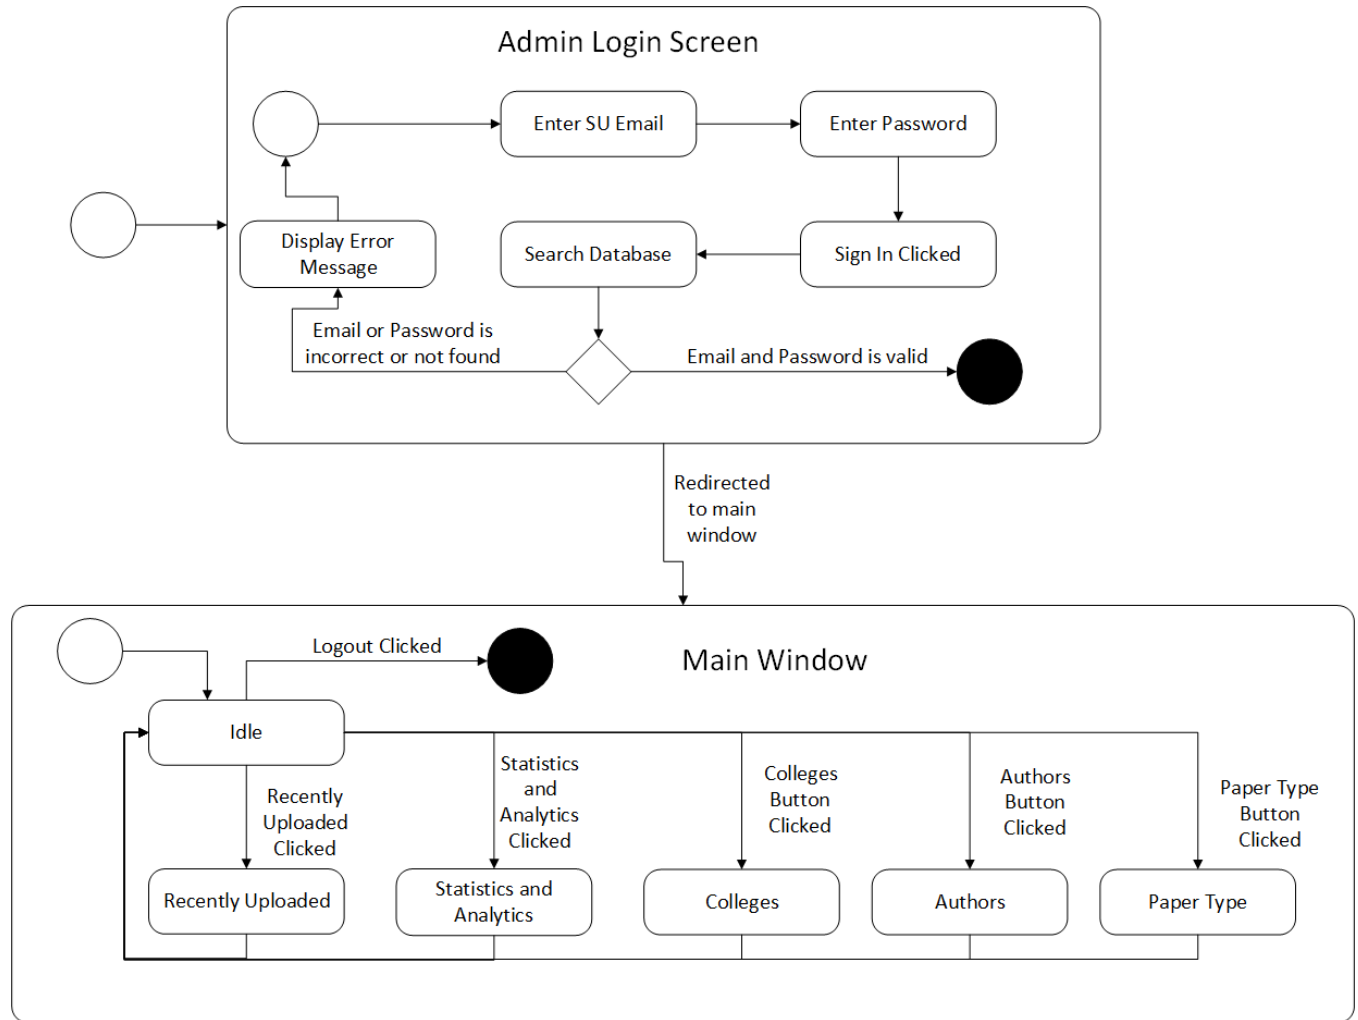 Admin Login Screen
Enter SU Email
Enter Password
Display Error
Message
Search Database
Sign In Clicked
Email or Password is
incorrect or not found
Email and Password is valid
Redirected
to main
window
Main Window
Logout Clicked
Idle
Recently
Uploaded
Clicked
Statistics
and
Analytics
Clicked
Colleges
Button
Clicked
Authors
Button
Clicked
Paper Type
Button
Clicked
Recently Uploaded
Statistics and
Analytics
Colleges
Authors
Paper Type